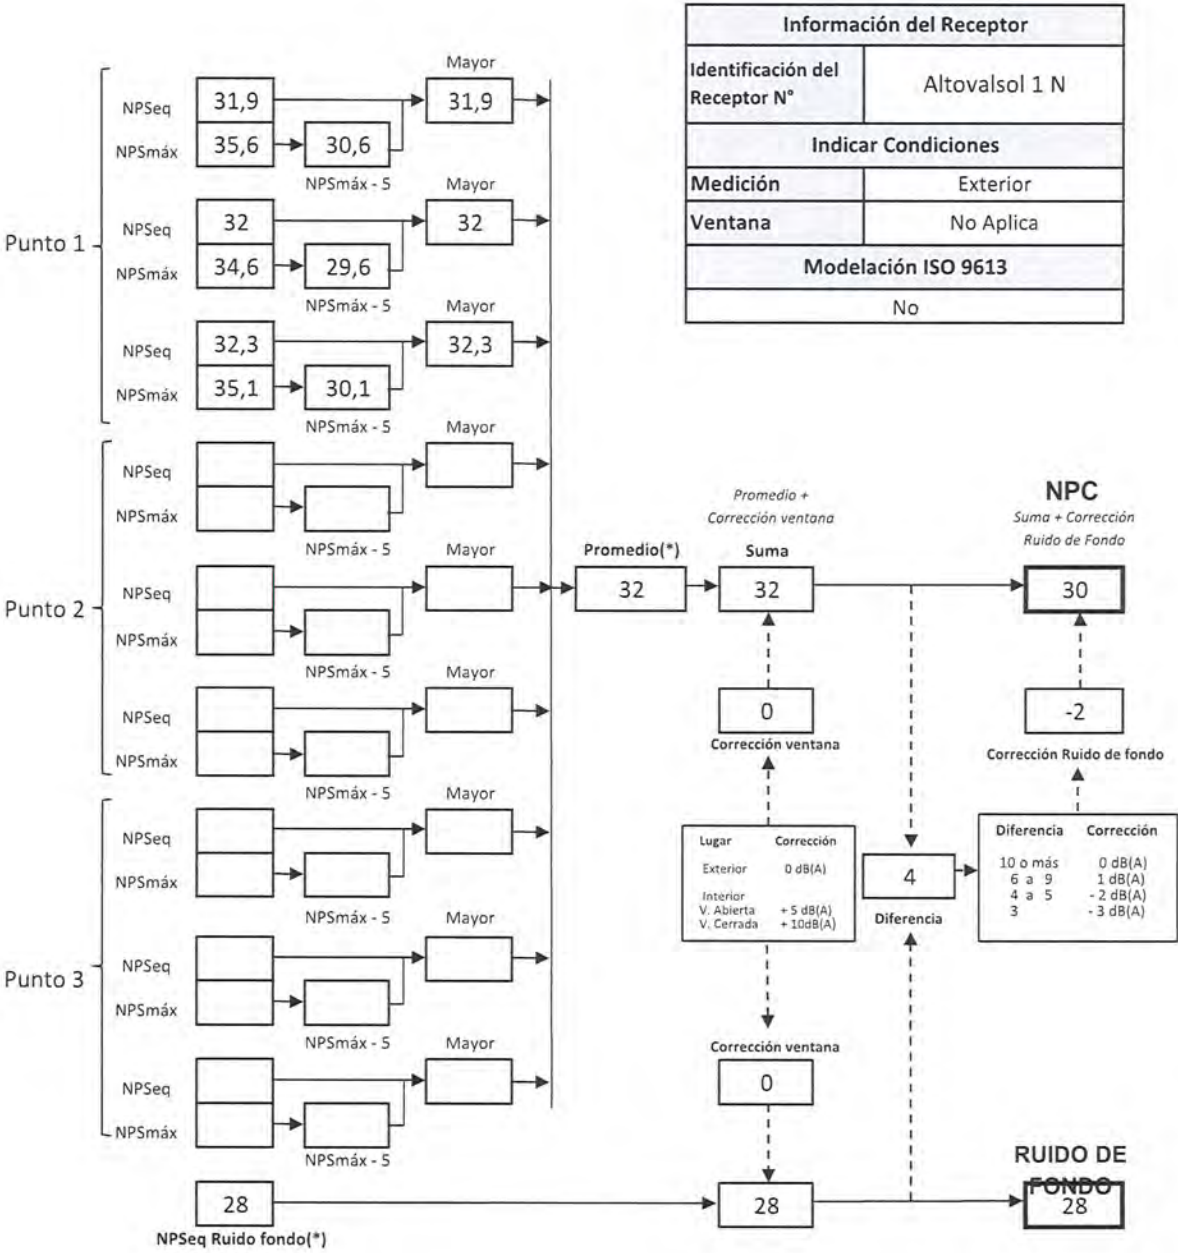 Información del Receptor
Identificación del Receptor N° Altovalsol 1 N
Indicar Condiciones
Medición Exterior
Ventana No Aplica
Modelación ISO 9613
No
Punto 1
Mayor
NPSeq 31,9 31,9
NPSmáx 35,6 30,6
NPSmáx - 5 Mayor
NPSeq 32 32
NPSmáx 34,6 29,6
NPSmáx - 5 Mayor
NPSeq 32,3 32,3
NPSmáx 35,1 30,1
NPSmáx - 5 Mayor
Punto 2
NPSeq
NPSmáx
NPSmáx - 5 Mayor
NPSeq
NPSmáx
NPSmáx - 5 Mayor
NPSeq
NPSmáx
NPSmáx - 5 Mayor
Punto 3
NPSeq
NPSmáx
NPSmáx - 5 Mayor
NPSeq
NPSmáx
NPSmáx - 5 Mayor
NPSeq
NPSmáx
NPSmáx - 5
28
NPSeq Ruido fondo(*)
Promedio(*)
32
Promedio +
Corrección ventana
Suma
32
0
Corrección ventana
Lugar Corrección
Exterior 0 dB(A)
Interior
V. Abierta + 5 dB(A)
V. Cerrada + 10dB(A)
Corrección ventana
0
28
4
Diferencia
NPC
Suma + Corrección
Ruido de Fondo
30
-2
Corrección Ruido de fondo
Diferencia Corrección
10 o más 0 dB(A)
6 a 9 1 dB(A)
4 a 5 - 2 dB(A)
3 - 3 dB(A)
RUIDO DE
FONDO
28